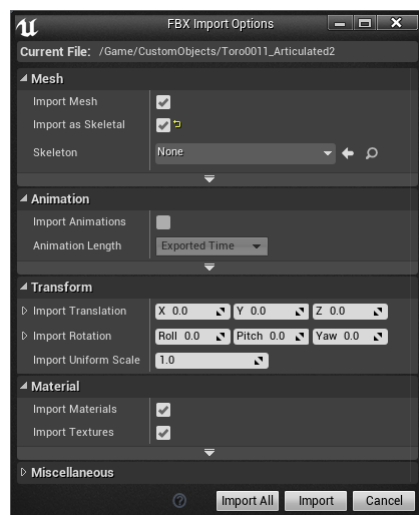 FBX Import Options
Current File: /Game/CustomObjects/Toro0011_Articulated2
Mesh
Import Mesh
Import as Skeletal
Skeleton None
Animation
Import Animations
Animation Length Exported Time
Transform
Import Translation X 0.0 Y 0.0 Z 0.0
Import Rotation Roll 0.0 Pitch 0.0 Yaw 0.0
Import Uniform Scale 1.0
Material
Import Materials
Import Textures
Miscellaneous
? Import All Import Cancel